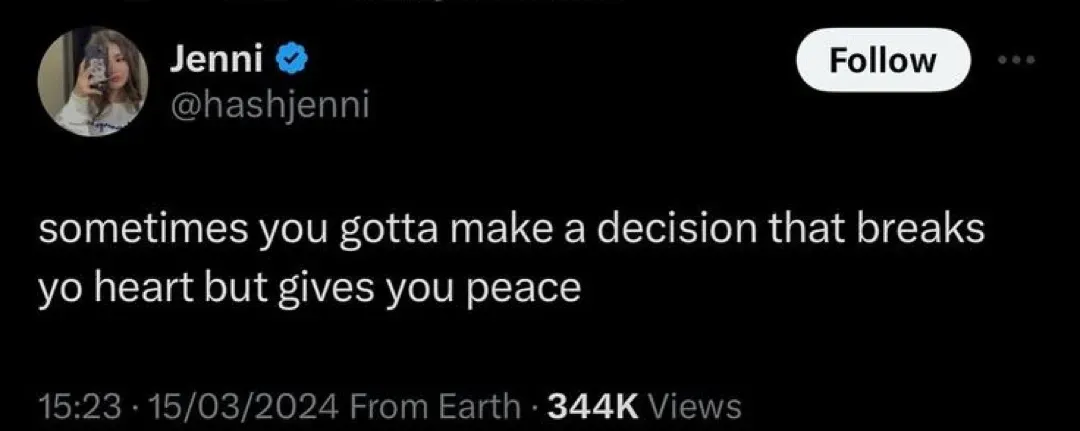 Jenni
Follow
@hashjenni
sometimes you gotta make a decision that breaks
yo heart but gives you peace
15:23 · 15/03/2024 From Earth · 344K Views